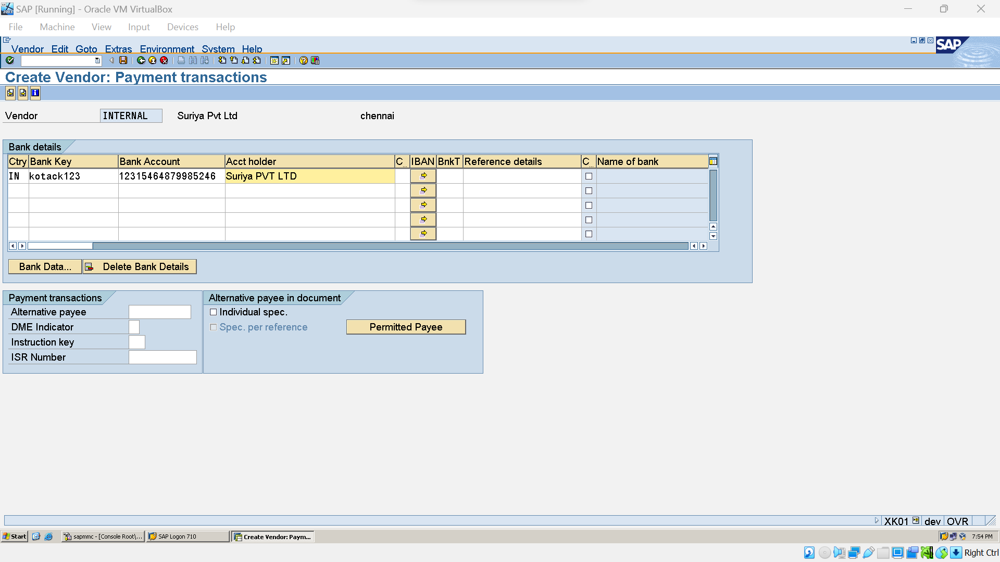 SAP [Running] - Oracle VM VirtualBox
File Machine View Input Devices Help
Vendor Edit Goto Extras Environment System Help
SAP
Create Vendor: Payment transactions
Vendor INTERNAL Suriya Pvt Ltd chennai
Bank details
Ctry Bank Key Bank Account Acct holder C... IBAN BnkT Reference details C... Name of bank
IN kotack123 12315464879985246 Suriya PVT LTD
Bank Data... Delete Bank Details
Payment transactions
Alternative payee
DME Indicator
Instruction key
ISR Number
Alternative payee in document
Individual spec.
Spec. per reference Permitted Payee
XK01 dev OVR
Start sapmmc - [Console Root\... SAP Logon 710 Create Vendor: Paym... 7:54 PM
Right Ctrl